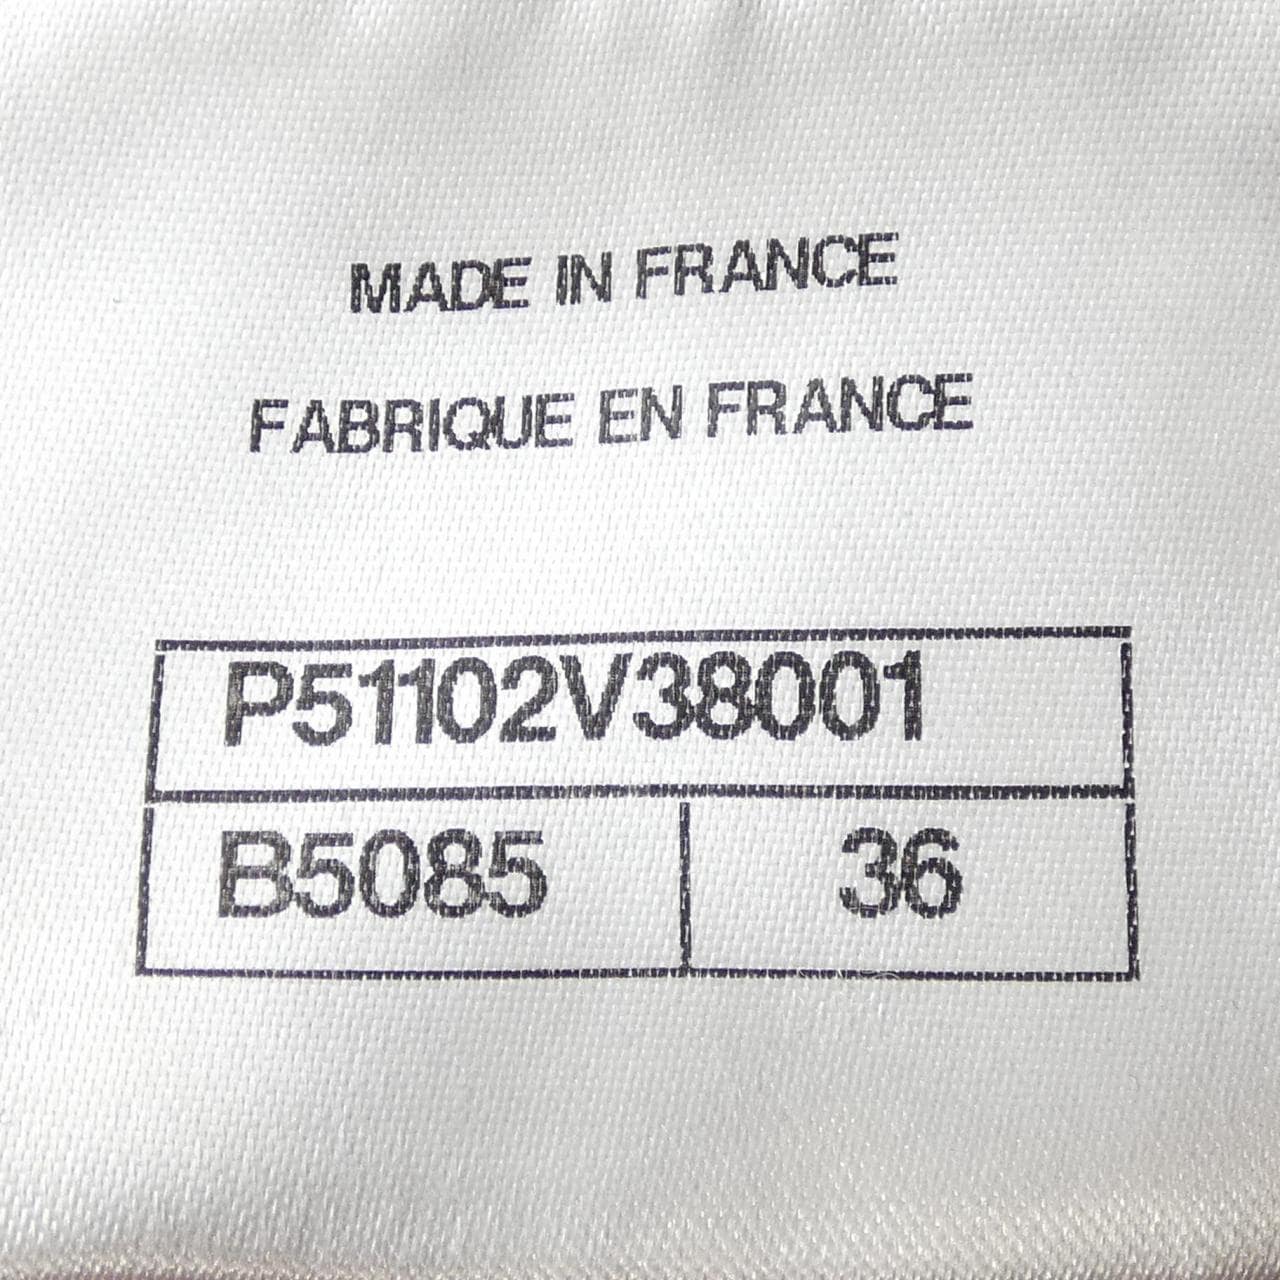 MADE IN FRANCE
FABRIQUE EN FRANCE
P51102V38001
B5085 36